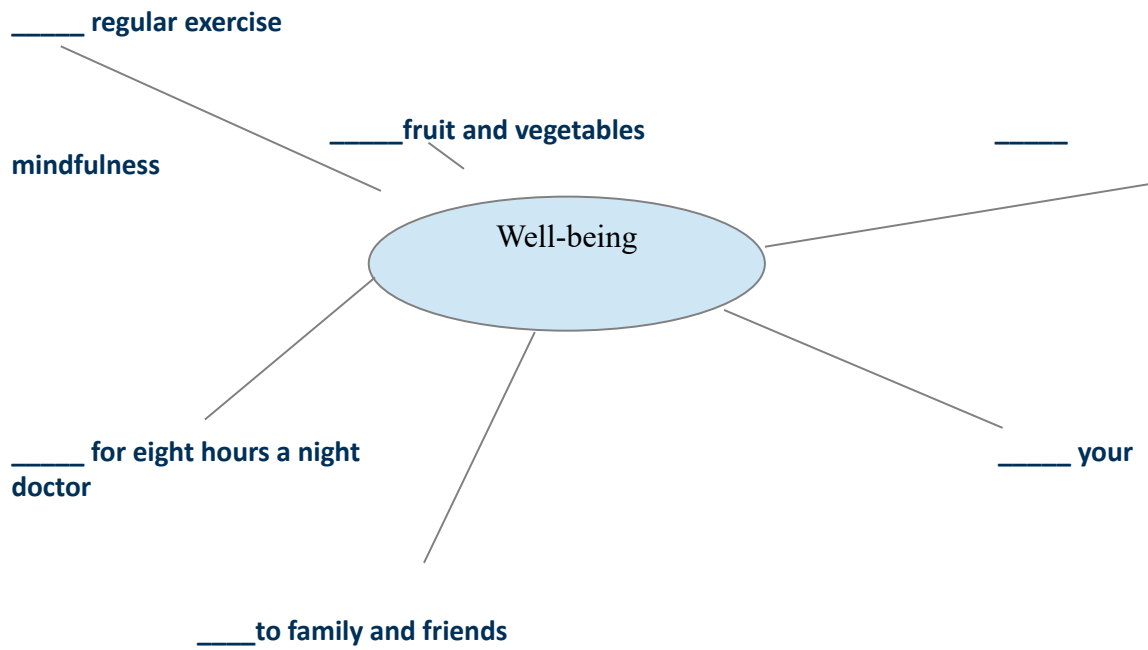 _____ regular exercise
_____fruit and vegetables _____
mindfulness
Well-being
_____ for eight hours a night _____ your
doctor
____to family and friends